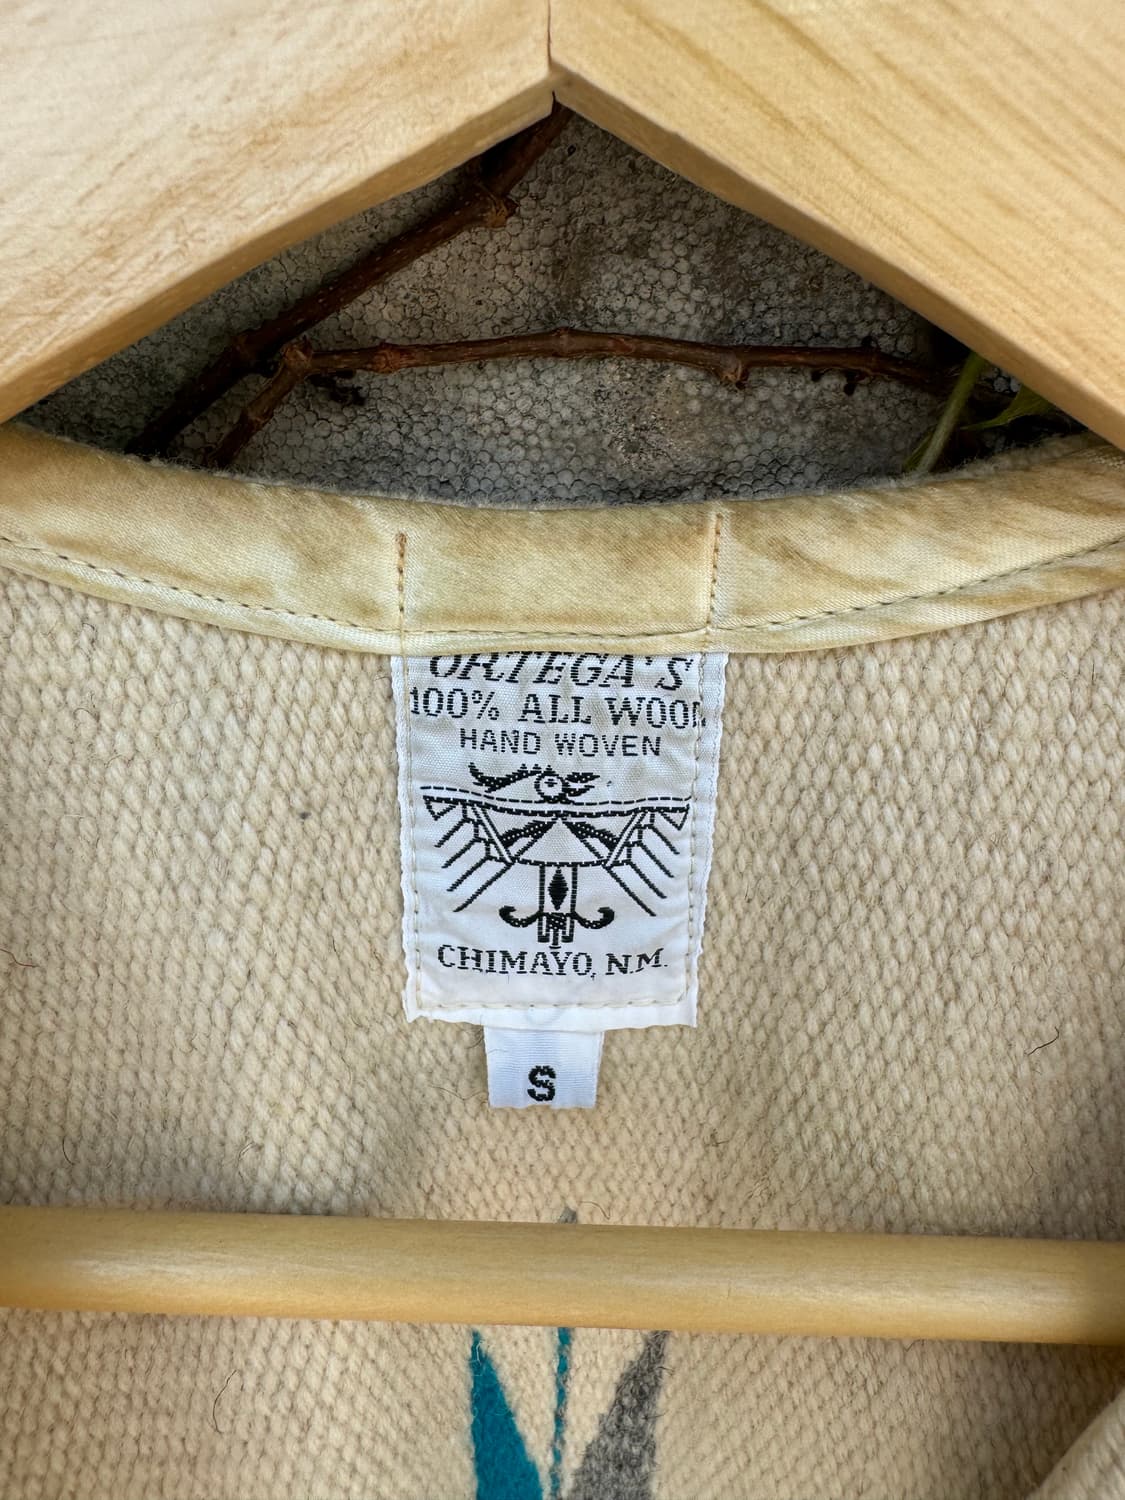 ORTEGA'S
100% ALL WOOL
HAND WOVEN
CHIMAYO, N.M.
S